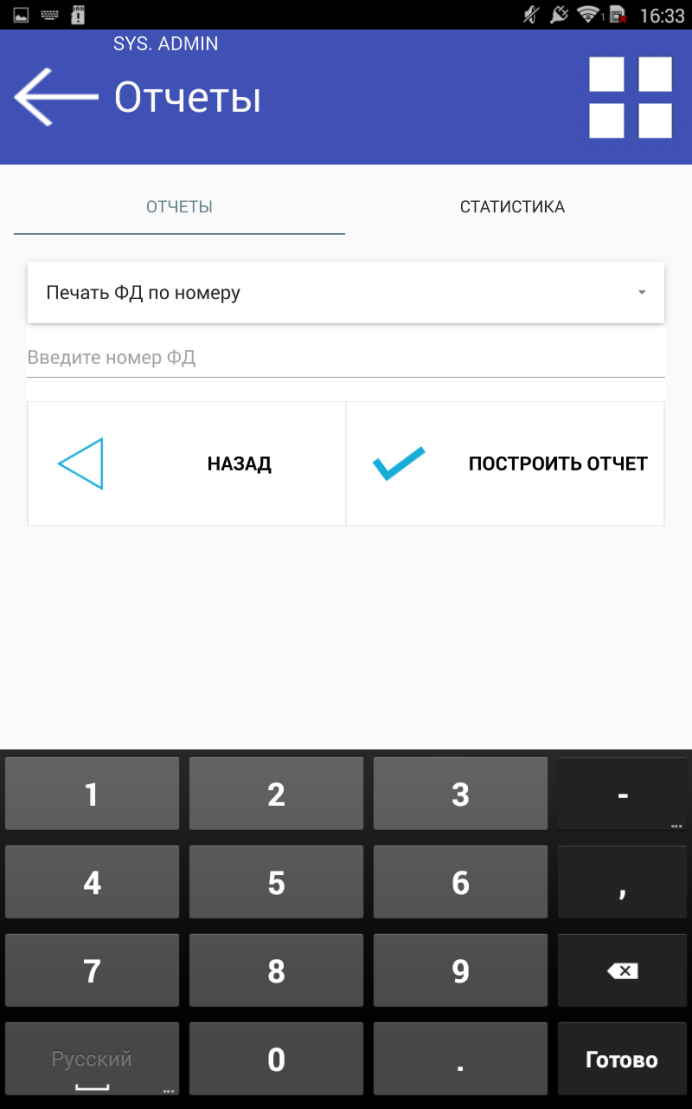 16:33
SYS. ADMIN
Отчеты
ОТЧЕТЫ
СТАТИСТИКА
Печать ФД по номеру
Введите номер ФД
НАЗАД
ПОСТРОИТЬ ОТЧЕТ
1 2 3 -
...
4 5 6 ,
7 8 9
Русский 0 . Готово
...